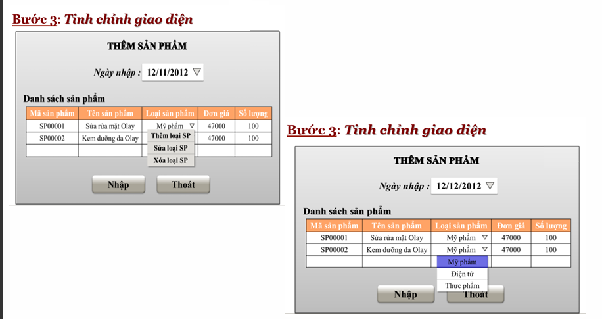 Bước 3: Tinh chỉnh giao diện
THÊM SẢN PHẨM
Ngày nhập : 12/11/2012
Danh sách sản phẩm
Mã sản phẩm Tên sản phẩm Loại sản phẩm Đơn giá Số lượng
SP00001 Sữa rửa mặt Olay Mỹ phẩm 47000 100
SP00002 Kem dưỡng da Olay 47000 100
Thêm loại SP
Sửa loại SP
Xóa loại SP
Nhập Thoát
Bước 3: Tinh chỉnh giao diện
THÊM SẢN PHẨM
Ngày nhập : 12/12/2012
Danh sách sản phẩm
Mã sản phẩm Tên sản phẩm Loại sản phẩm Đơn giá Số lượng
SP00001 Sữa rửa mặt Olay Mỹ phẩm 47000 100
SP00002 Kem dưỡng da Olay Mỹ phẩm 47000 100
Mỹ phẩm
Điện tử
Thực phẩm
Nhập Thoát